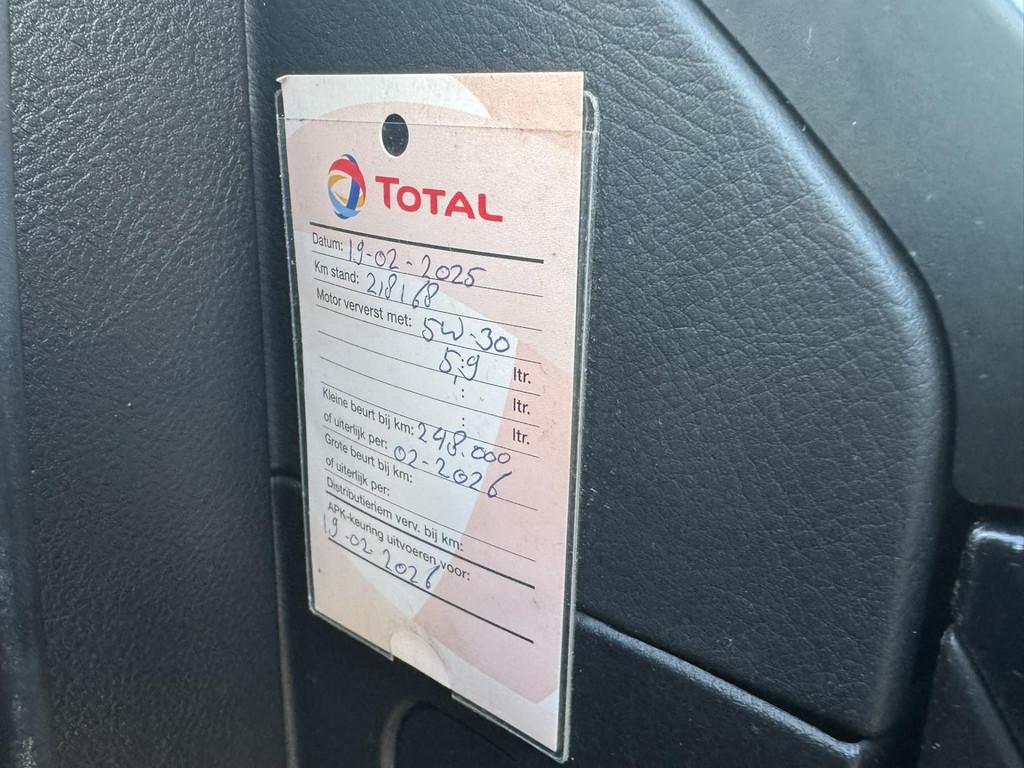 TOTAL
Datum: 19-02-2025
Km stand: 218168
Motor ververst met: 5W-30
5,9 ltr.
: ltr.
: ltr.
Kleine beurt bij km: 248.000
of uiterlijk per: 02-2026
Grote beurt bij km:
of uiterlijk per:
Distributieriem verv. bij km:
APK-keuring uitvoeren voor:
19-02-2026